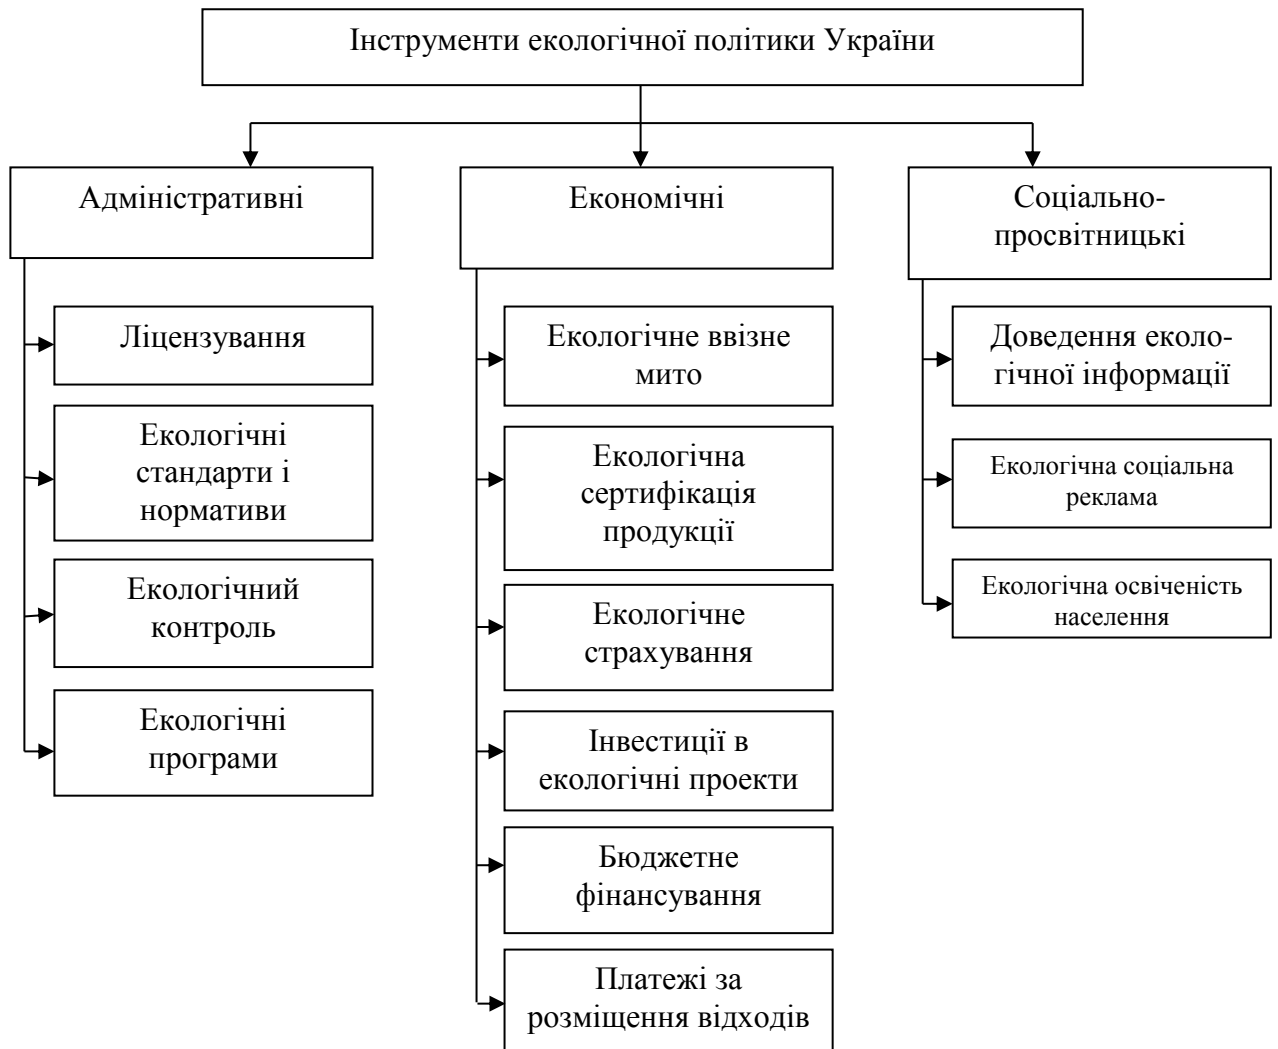 Інструменти екологічної політики України
Адміністративні
Ліцензування
Екологічні
стандарти і
нормативи
Екологічний
контроль
Екологічні
програми
Економічні
Екологічне ввізне
мито
Екологічна
сертифікація
продукції
Екологічне
страхування
Інвестиції в
екологічні проекти
Бюджетне
фінансування
Платежі за
розміщення відходів
Соціально-
просвітницькі
Доведення еколо-
гічної інформації
Екологічна соціальна
реклама
Екологічна освіченість
населення